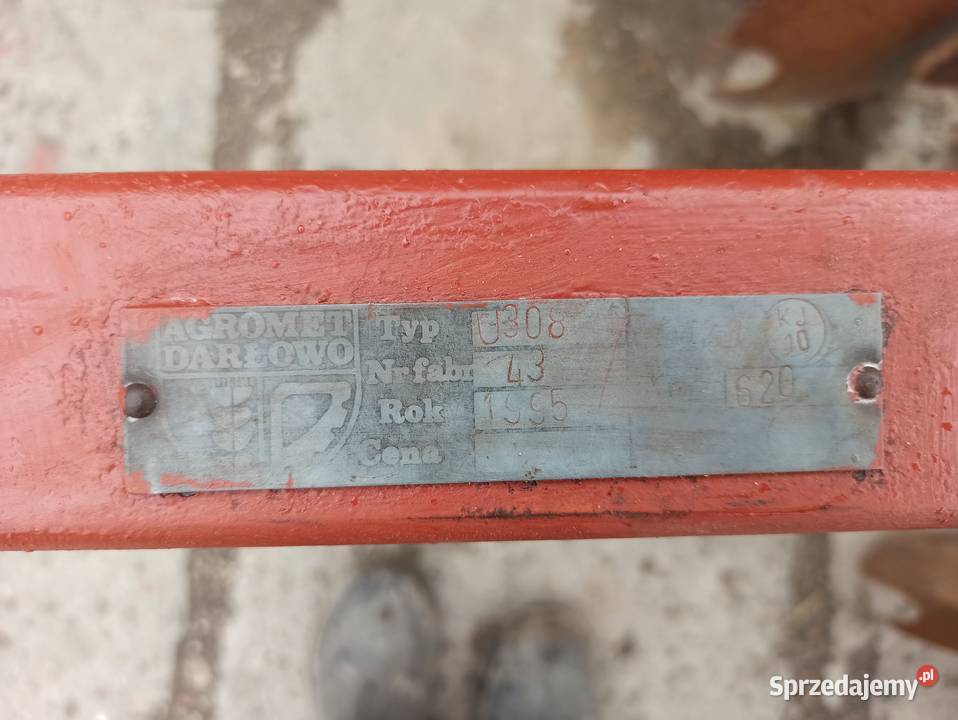 AGROMET
DARŁOWO
Typ U308
Nr.fabr 43
Rok 1995
Cena
KJ
10
620
Sprzedajemy.pl